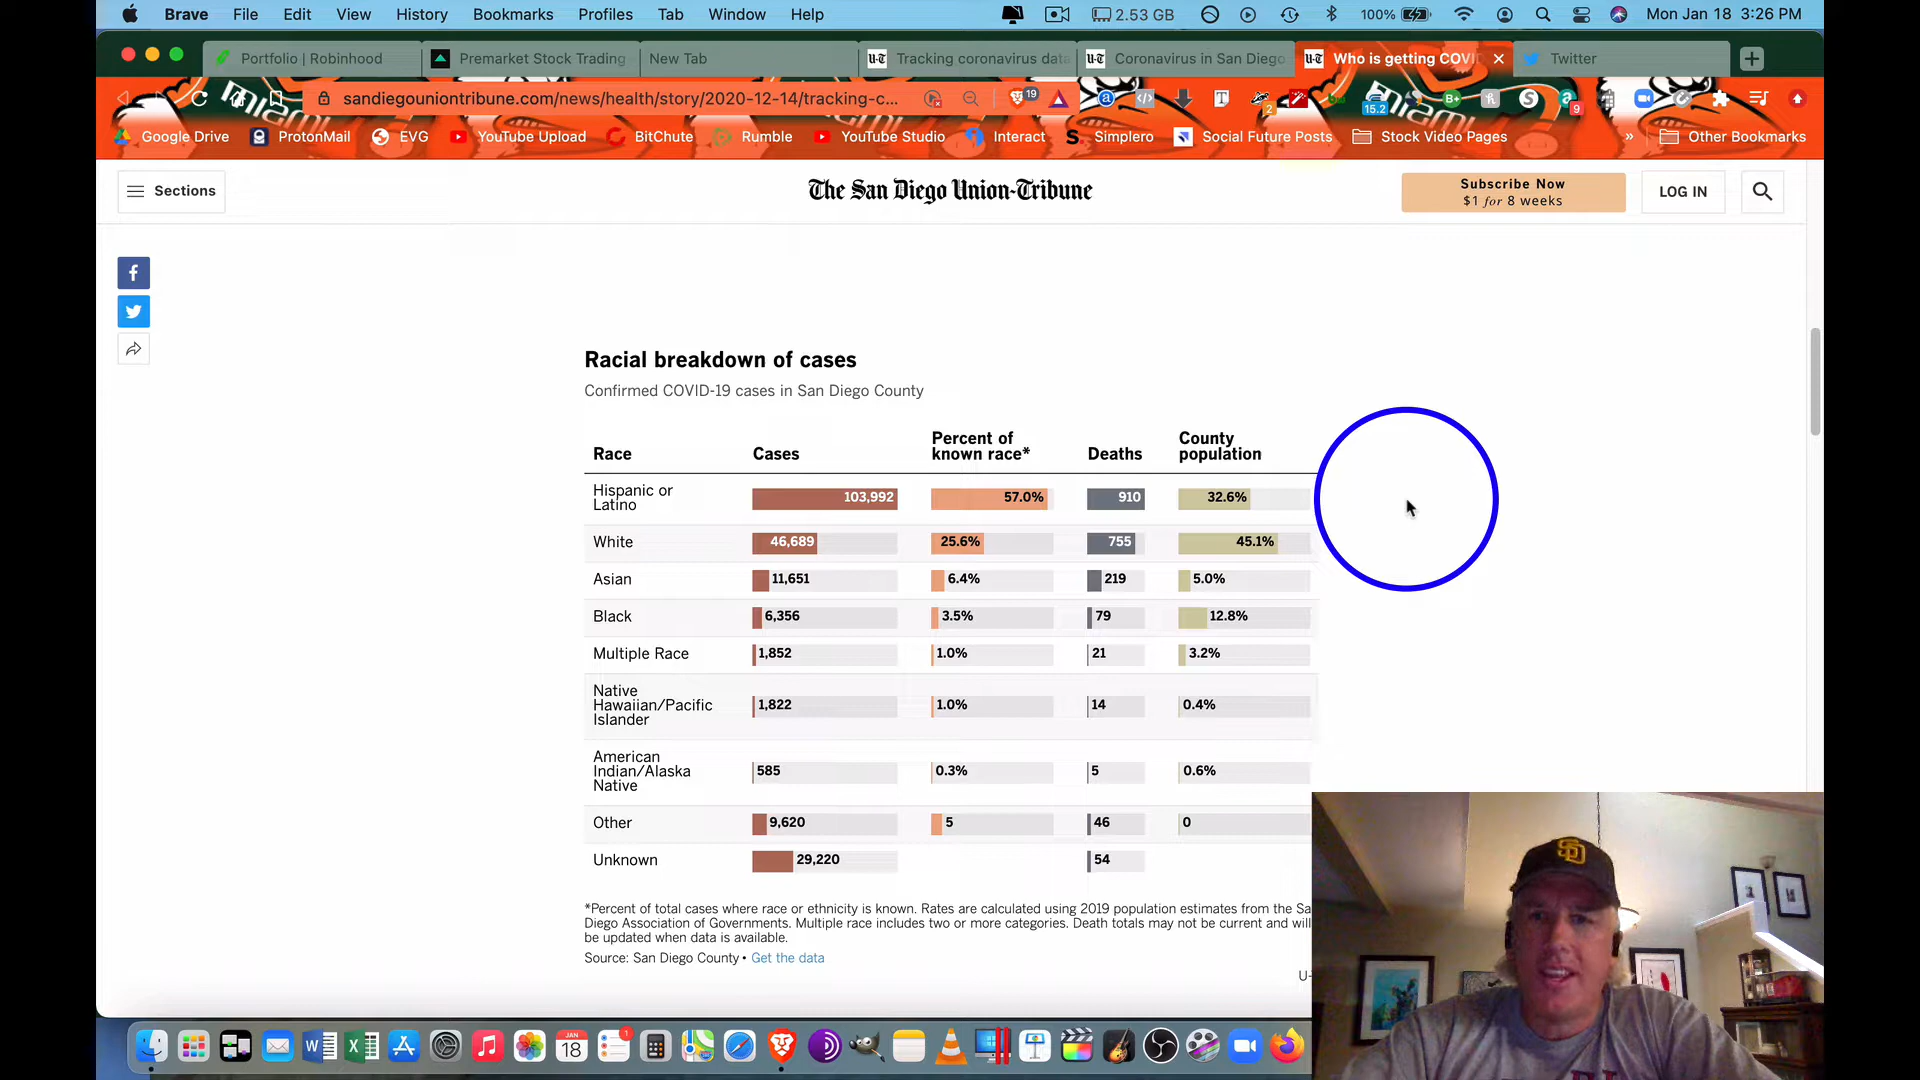 Brave File Edit View History Bookmarks Profiles Tab Window Help 2.53 GB 100% Mon Jan 18 3:26 PM
Portfolio | Robinhood Premarket Stock Trading New Tab U-T Tracking coronavirus data U-T Coronavirus in San Diego U-T Who is getting COVI Twitter
sandiegouniontribune.com/news/health/story/2020-12-14/tracking-c... 19 2 15.2 B+ 9
Google Drive ProtonMail EVG YouTube Upload BitChute Rumble YouTube Studio Interact Simplero Social Future Posts Stock Video Pages » Other Bookmarks
Sections
The San Diego Union-Tribune
Subscribe Now
$1 for 8 weeks
LOG IN
Racial breakdown of cases
Confirmed COVID-19 cases in San Diego County
Race Cases Percent of known race* Deaths County population
Hispanic or Latino 103,992 57.0% 910 32.6%
White 46,689 25.6% 755 45.1%
Asian 11,651 6.4% 219 5.0%
Black 6,356 3.5% 79 12.8%
Multiple Race 1,852 1.0% 21 3.2%
Native Hawaiian/Pacific Islander 1,822 1.0% 14 0.4%
American Indian/Alaska Native 585 0.3% 5 0.6%
Other 9,620 5 46 0
Unknown 29,220 54
*Percent of total cases where race or ethnicity is known. Rates are calculated using 2019 population estimates from the Sa
Diego Association of Governments. Multiple race includes two or more categories. Death totals may not be current and will
be updated when data is available.
Source: San Diego County • Get the data
U-
SD
JAN
18
1